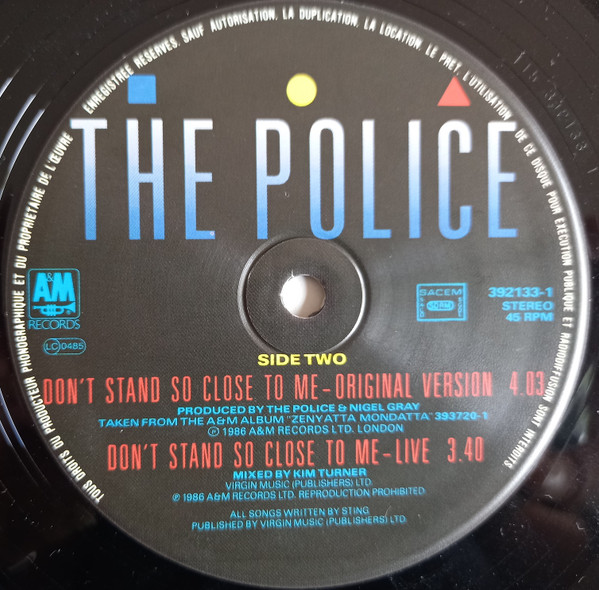 TOUS DROITS DU PRODUCTEUR PHONOGRAPHIQUE ET DU PROPRIETAIRE DE L'ŒUVRE ENREGISTREE RESERVES. SAUF AUTORISATION, LA DUPLICATION, LA LOCATION, LE PRET, L'UTILISATION DE CE DISQUE POUR EXECUTION PUBLIQUE ET RADIODIFFUSION SONT INTERDITS.
THE POLICE
A&M
RECORDS
LC 0485
SACEM
392133-1
STEREO
45 RPM
SIDE TWO
DON'T STAND SO CLOSE TO ME-ORIGINAL VERSION 4.03
PRODUCED BY THE POLICE & NIGEL GRAY
TAKEN FROM THE A&M ALBUM "ZENYATTA MONDATTA" 393720-1
℗ 1986 A&M RECORDS LTD. LONDON
DON'T STAND SO CLOSE TO ME-LIVE 3.40
MIXED BY KIM TURNER
VIRGIN MUSIC (PUBLISHERS) LTD
℗ 1986 A&M RECORDS LTD. REPRODUCTION PROHIBITED
ALL SONGS WRITTEN BY STING
PUBLISHED BY VIRGIN MUSIC (PUBLISHERS) LTD.